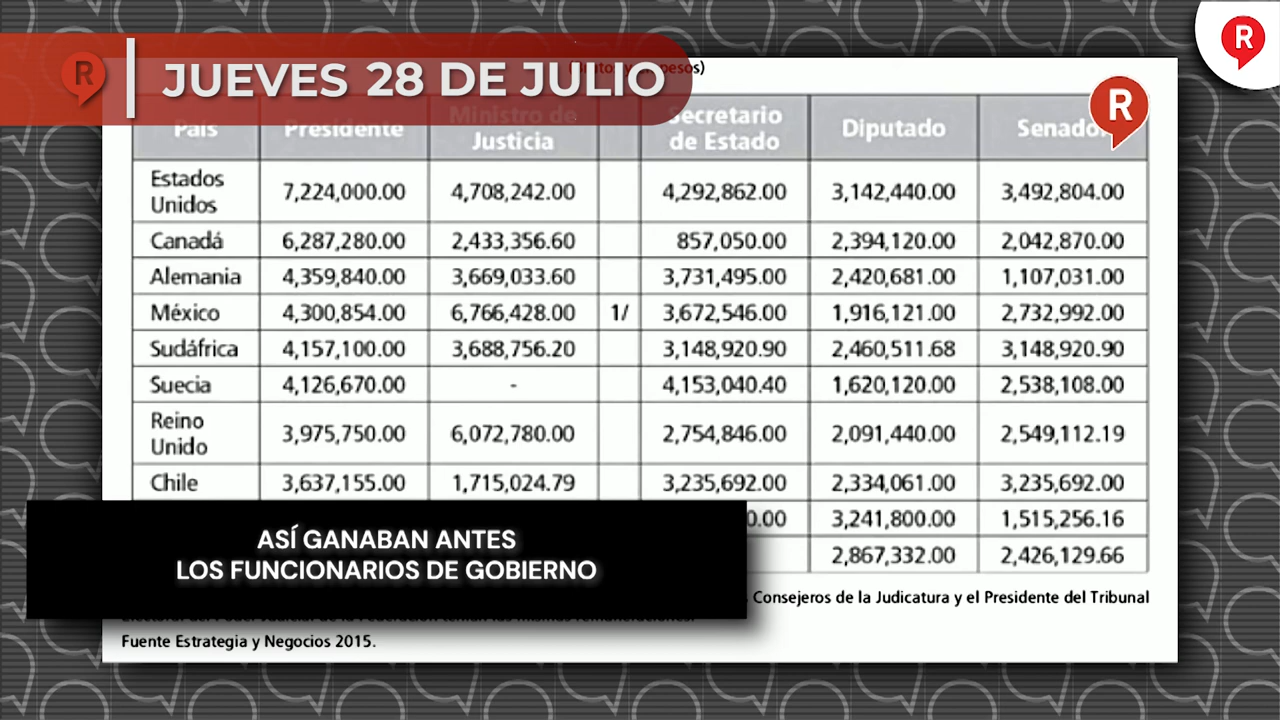 R
R
JUEVES 28 DE JULIO
pesos)
R
País Presidente Ministro de Justicia Secretario de Estado Diputado Senador
Estados Unidos 7,224,000.00 4,708,242.00 4,292,862.00 3,142,440.00 3,492,804.00
Canadá 6,287,280.00 2,433,356.60 857,050.00 2,394,120.00 2,042,870.00
Alemania 4,359,840.00 3,669,033.60 3,731,495.00 2,420,681.00 1,107,031.00
México 4,300,854.00 6,766,428.00 1/ 3,672,546.00 1,916,121.00 2,732,992.00
Sudáfrica 4,157,100.00 3,688,756.20 3,148,920.90 2,460,511.68 3,148,920.90
Suecia 4,126,670.00 - 4,153,040.40 1,620,120.00 2,538,108.00
Reino Unido 3,975,750.00 6,072,780.00 2,754,846.00 2,091,440.00 2,549,112.19
Chile 3,637,155.00 1,715,024.79 3,235,692.00 2,334,061.00 3,235,692.00
0.00 3,241,800.00 1,515,256.16
2,867,332.00 2,426,129.66
ASÍ GANABAN ANTES
LOS FUNCIONARIOS DE GOBIERNO
Consejeros de la Judicatura y el Presidente del Tribunal
Fuente Estrategia y Negocios 2015.